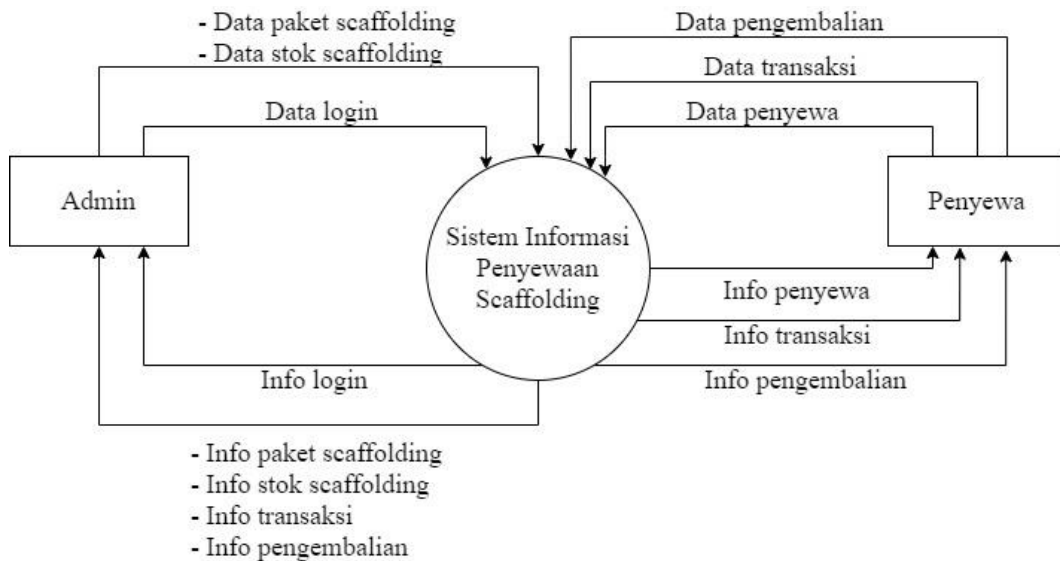 - Data paket scaffolding
- Data stok scaffolding
Data login
Data pengembalian
Data transaksi
Data penyewa
Admin
Sistem Informasi
Penyewaan
Scaffolding
Penyewa
Info penyewa
Info transaksi
Info pengembalian
Info login
- Info paket scaffolding
- Info stok scaffolding
- Info transaksi
- Info pengembalian